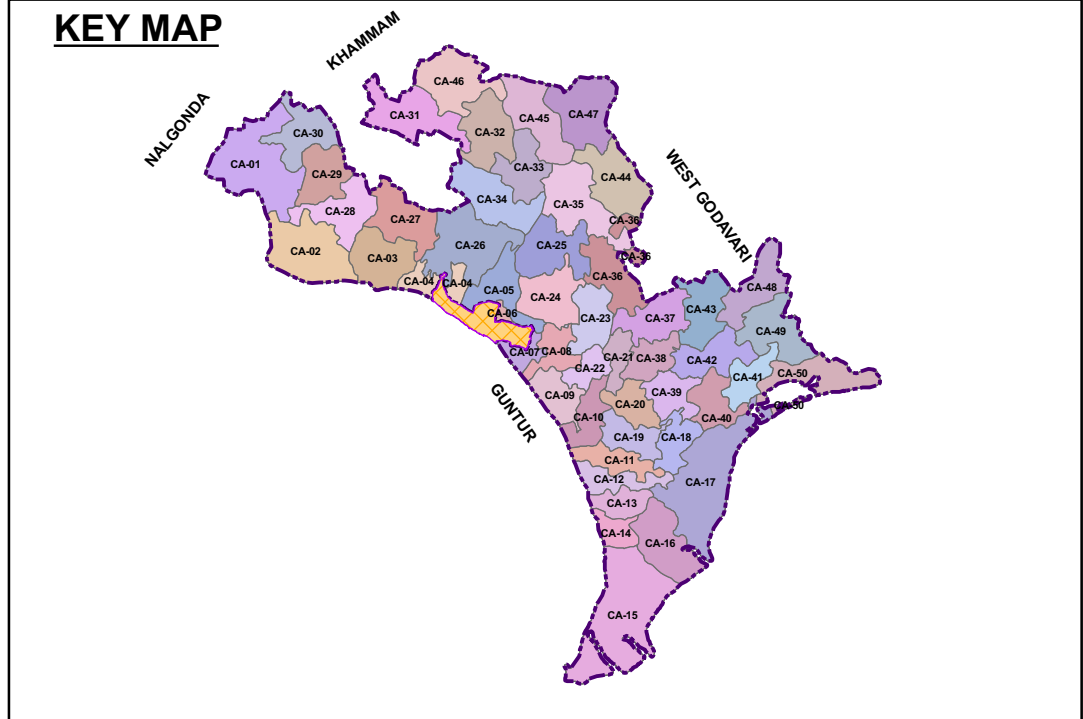 KEY MAP
KHAMMAM
NALGONDA
WEST GODAVARI
GUNTUR
CA-46
CA-31
CA-32
CA-45
CA-47
CA-30
CA-01
CA-29
CA-33
CA-44
CA-28
CA-34
CA-35
CA-27
CA-36
CA-02
CA-03
CA-26
CA-25
CA-35
CA-04
CA-04
CA-05
CA-36
CA-24
CA-48
CA-06
CA-23
CA-37
CA-43
CA-49
CA-07
CA-08
CA-21
CA-38
CA-42
CA-22
CA-41
CA-50
CA-09
CA-20
CA-39
CA-50
CA-10
CA-40
CA-19
CA-18
CA-11
CA-12
CA-17
CA-13
CA-14
CA-16
CA-15